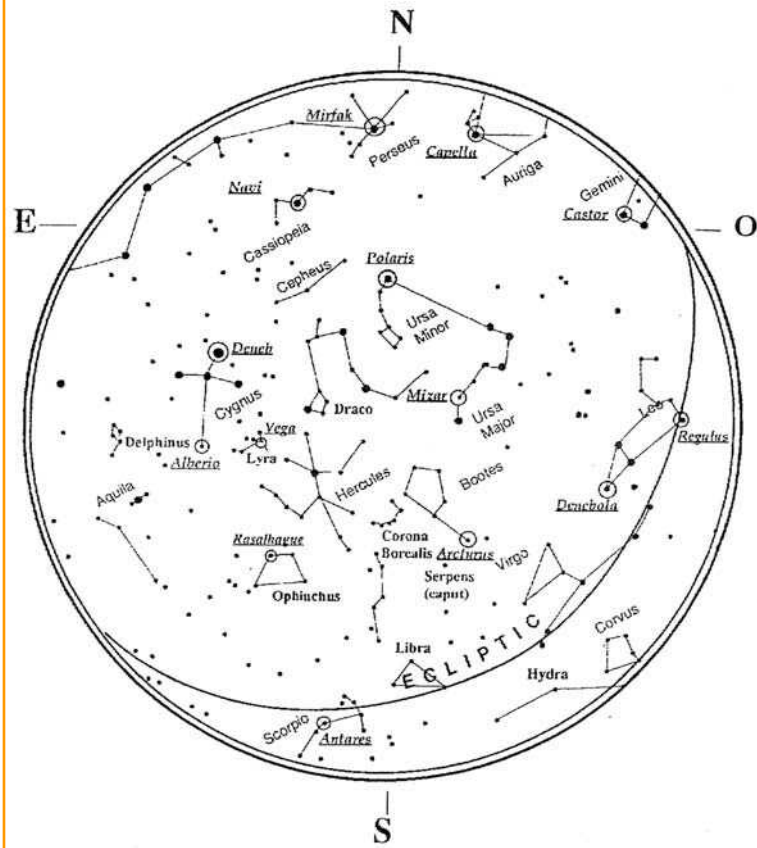 N
Mirfak
Perseus
Capella
Auriga
Gemini
Castor
Navi
E
O
Cassiopeia
Polaris
Cepheus
Ursa
Minor
Deneb
Cygnus
Draco
Mizar
Ursa
Major
Leo
Regulus
Delphinus
Vega
Alberio
Lyra
Hercules
Bootes
Denebola
Aquila
Corona
Borealis
Arcturus
Rasalhague
Virgo
Serpens
(caput)
Ophiuchus
Corvus
Libra
ECLIPTIC
Hydra
Scorpio
Antares
S